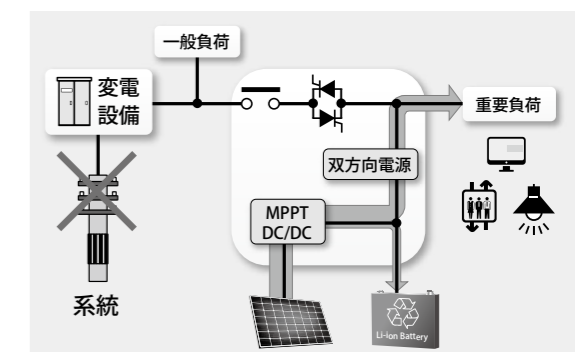 一般負荷
変電
設備
重要負荷
双方向電源
MPPT
DC/DC
系統
Li-ion Battery